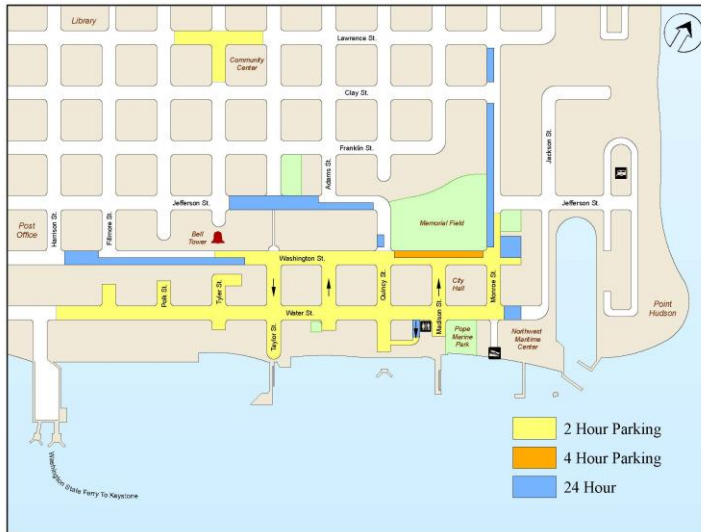 Library
Lawrence St.
Community
Center
Clay St.
Franklin St.
Adams St.
Jackson St.
Jefferson St.
Jefferson St.
Post
Office
Harrison St.
Fillmore St.
Bell
Tower
Memorial Field
Washington St.
Polk St.
Tyler St.
Quincy St.
City
Hall
Monroe St.
Madison St.
Water St.
Taylor St.
Pope
Marine
Park
Northwest
Maritime
Center
Point
Hudson
Washington State Ferry To Keystone
2 Hour Parking
4 Hour Parking
24 Hour